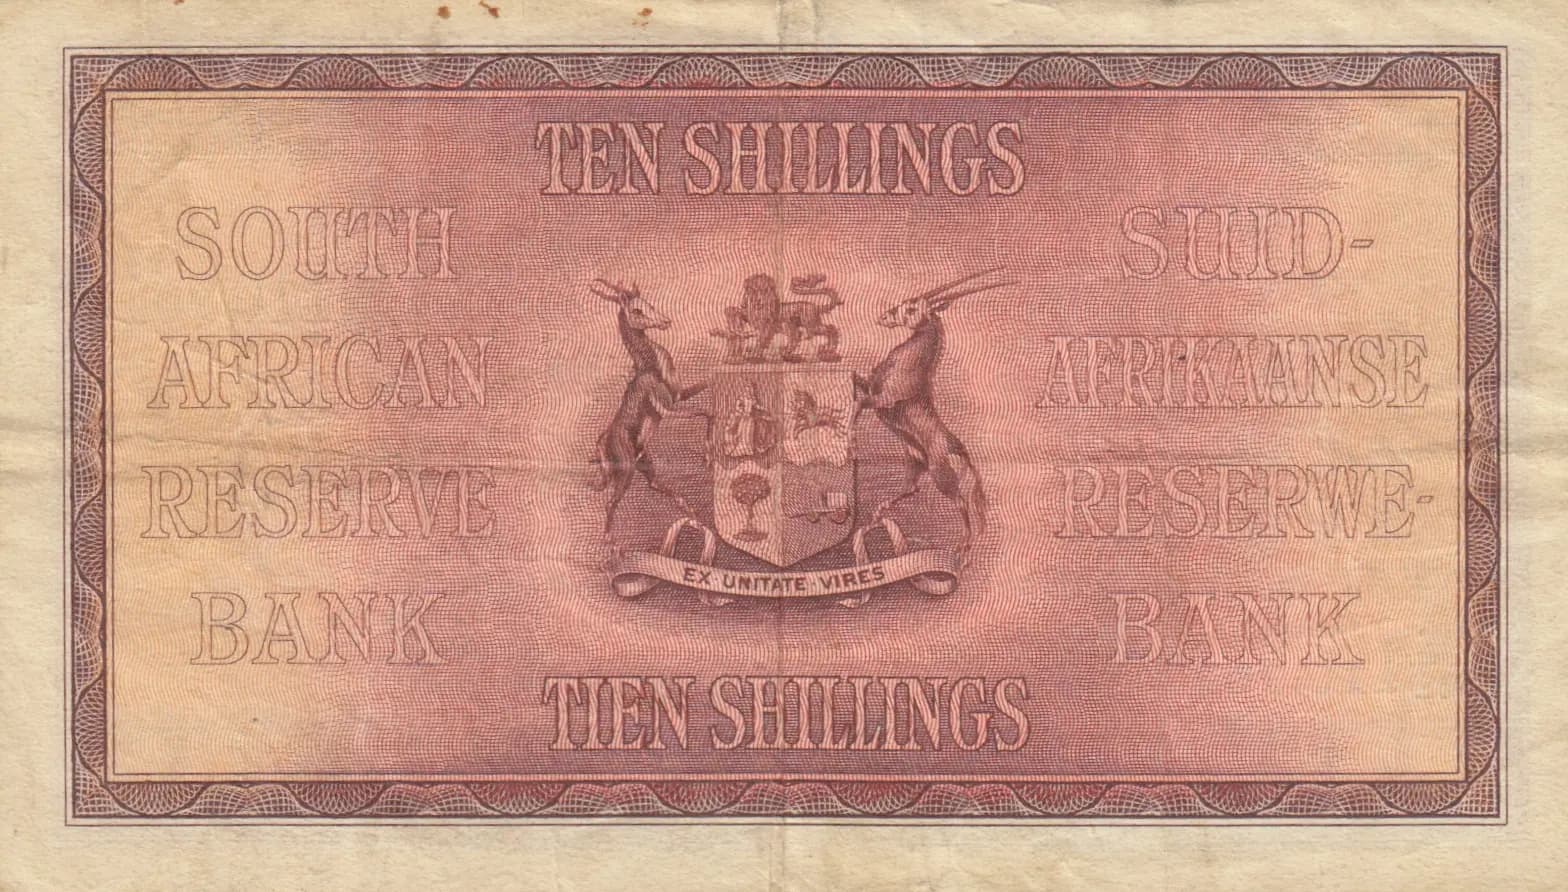 TEN SHILLINGS
SOUTH
AFRICAN
RESERVE
BANK
SUID-
AFRIKAANSE
RESERWE-
BANK
EX UNITATE VIRES
TIEN SHILLINGS